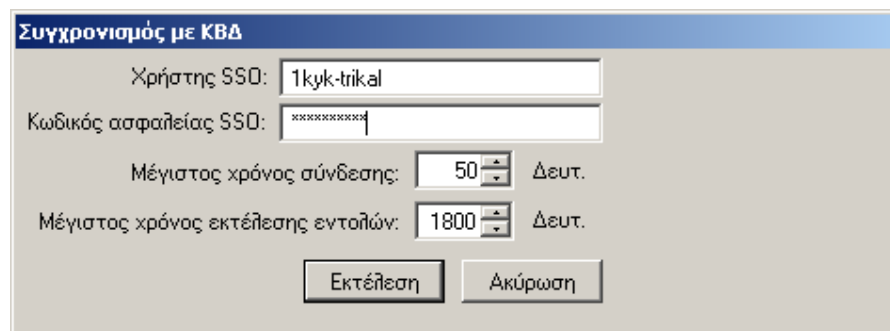 Συγχρονισμός με ΚΒΔ
Χρήστης SSO: 1kyk-trikal
Κωδικός ασφαλείας SSO: **********
Μέγιστος χρόνος σύνδεσης: 50 Δευτ.
Μέγιστος χρόνος εκτέλεσης εντολών: 1800 Δευτ.
Εκτέλεση Ακύρωση